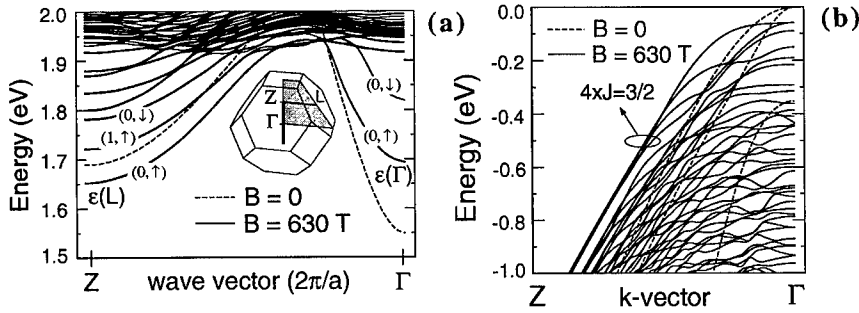 (a)
Energy (eV)
2.0
1.9
1.8
1.7
1.6
1.5
(0,↓)
(1,↑)
(0,↑)
ε(L)
(0,↓)
(0,↑)
ε(Γ)
Z
L
Γ
B = 0
B = 630 T
Z
wave vector (2π/a)
Γ
(b)
Energy (eV)
0.0
-0.2
-0.4
-0.6
-0.8
-1.0
B = 0
B = 630 T
4xJ=3/2
Z
k-vector
Γ